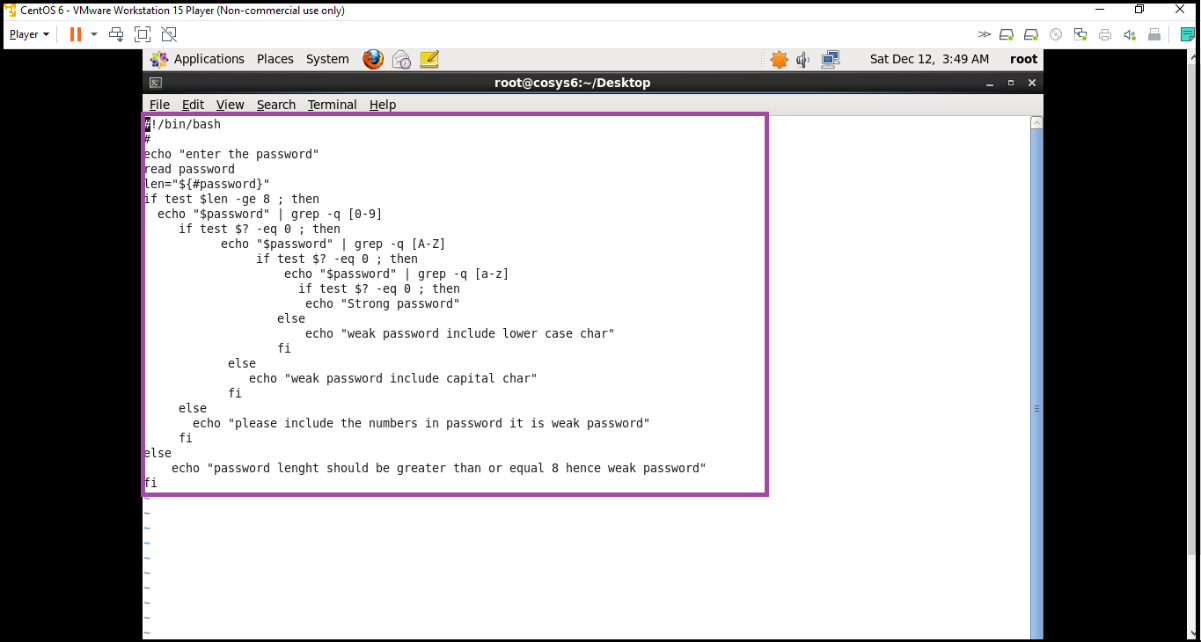 CentOS 6 - VMware Workstation 15 Player (Non-commercial use only)
Player
Applications Places System Sat Dec 12, 3:49 AM root
root@cosys6:~/Desktop
File Edit View Search Terminal Help
#!/bin/bash
#
echo "enter the password"
read password
len="${#password}"
if test $len -ge 8 ; then
echo "$password" | grep -q [0-9]
if test $? -eq 0 ; then
echo "$password" | grep -q [A-Z]
if test $? -eq 0 ; then
echo "$password" | grep -q [a-z]
if test $? -eq 0 ; then
echo "Strong password"
else
echo "weak password include lower case char"
fi
else
echo "weak password include capital char"
fi
else
echo "please include the numbers in password it is weak password"
fi
else
echo "password lenght should be greater than or equal 8 hence weak password"
fi
~
~
~
~
~
~
~
~
~
~